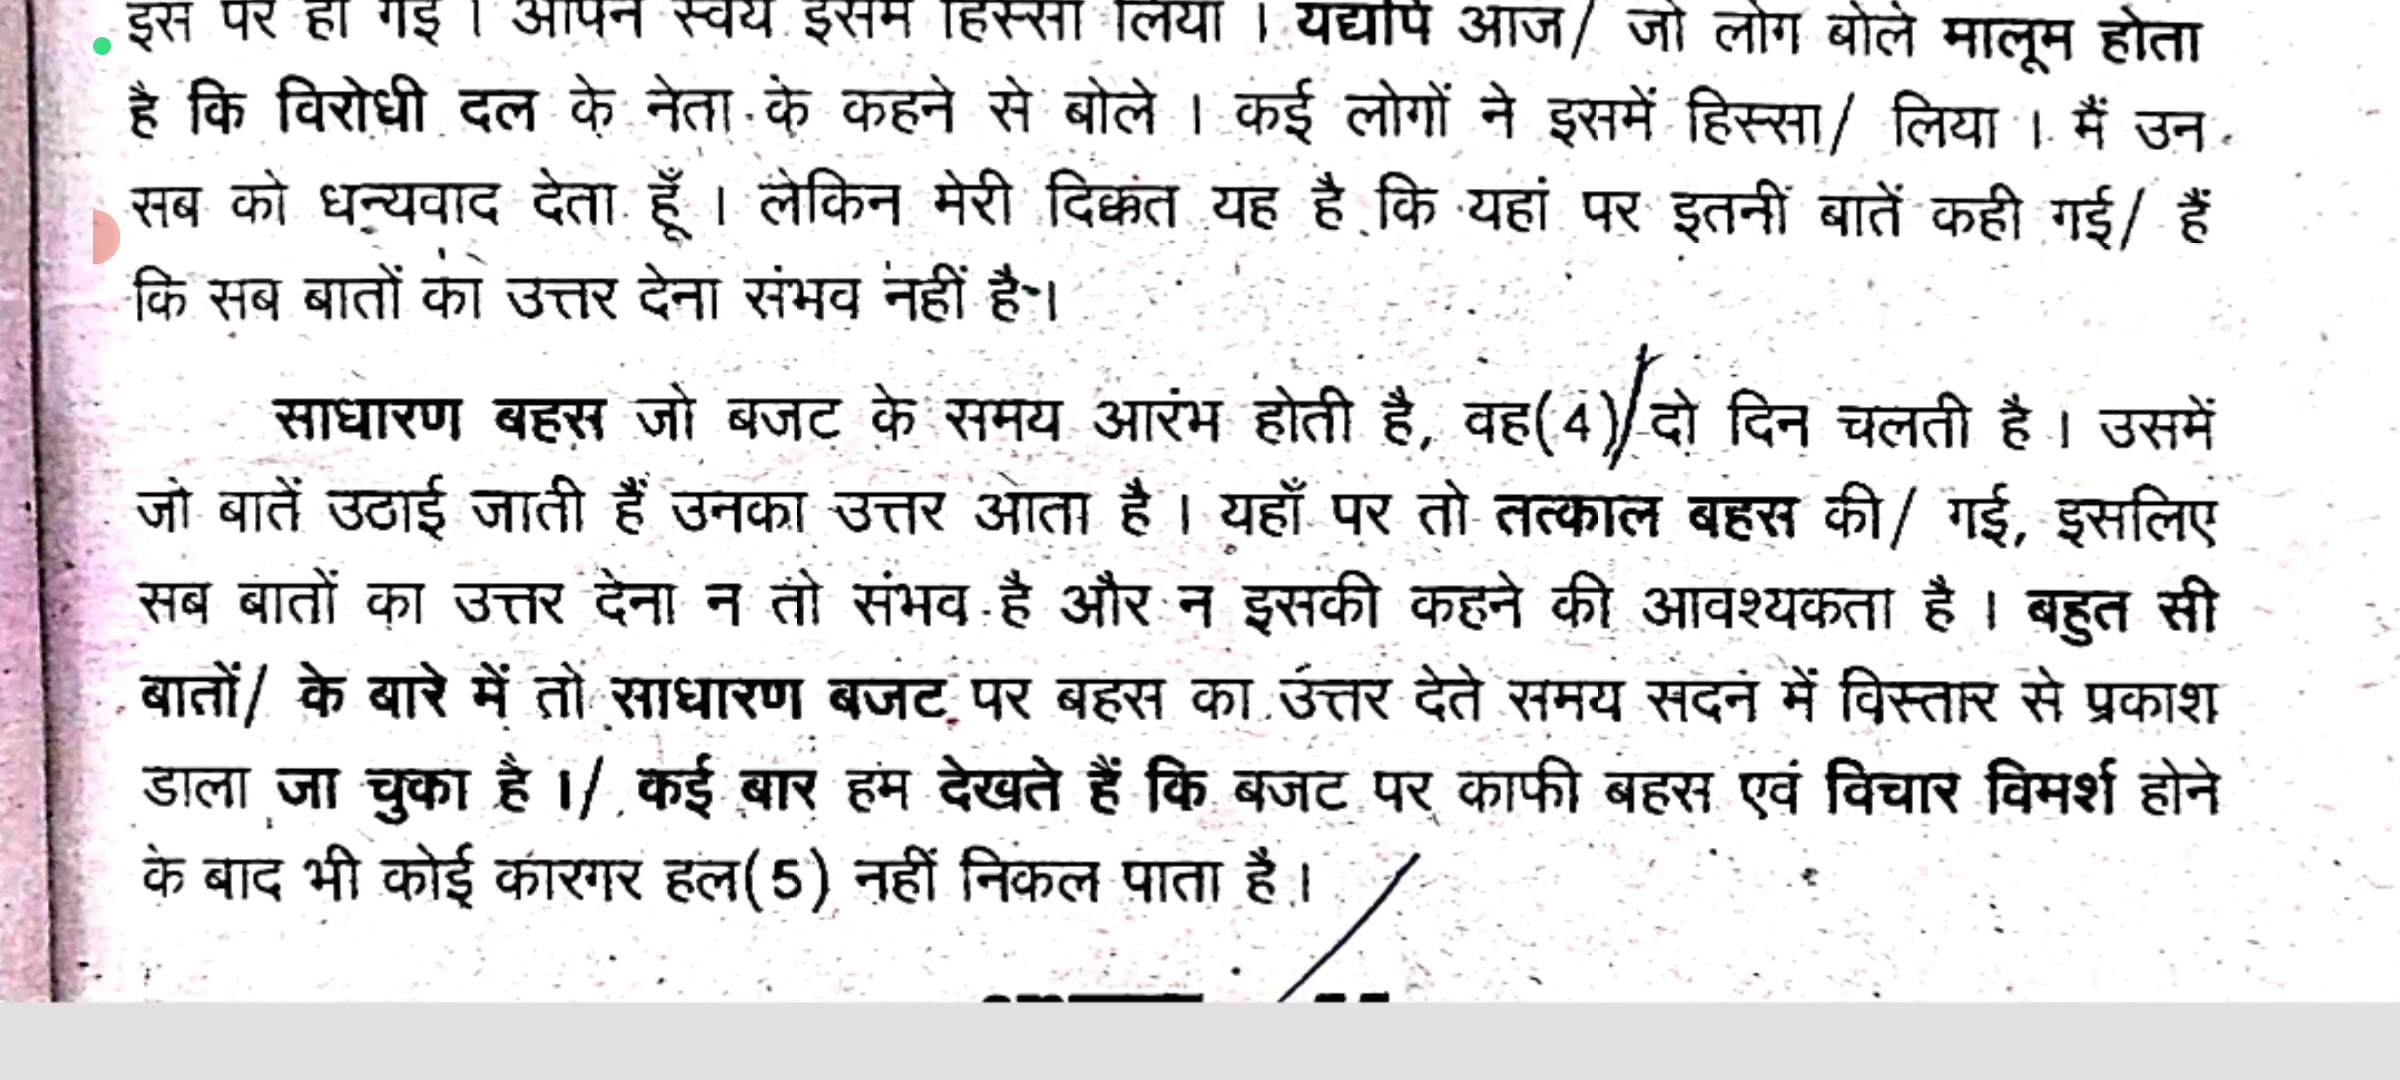 इस पर हो गई । आपने स्वयं इसमें हिस्सा लिया । यद्यपि आज/ जो लोग बोले मालूम होता
है कि विरोधी दल के नेता के कहने से बोले । कई लोगों ने इसमें हिस्सा/ लिया । मैं उन
सब को धन्यवाद देता हूँ । लेकिन मेरी दिक्कत यह है कि यहां पर इतनी बातें कही गई/ हैं
कि सब बातों का उत्तर देना संभव नहीं है ।
साधारण बहस जो बजट के समय आरंभ होती है, वह(4)/ दो दिन चलती है । उसमें
जो बातें उठाई जाती हैं उनका उत्तर आता है । यहाँ पर तो तत्काल बहस की/ गई, इसलिए
सब बातों का उत्तर देना न तो संभव है और न इसकी कहने की आवश्यकता है । बहुत सी
बातों/ के बारे में तो साधारण बजट पर बहस का उत्तर देते समय सदन में विस्तार से प्रकाश
डाला जा चुका है ।/ कई बार हम देखते हैं कि बजट पर काफी बहस एवं विचार विमर्श होने
के बाद भी कोई कारगर हल(5) नहीं निकल पाता है ।